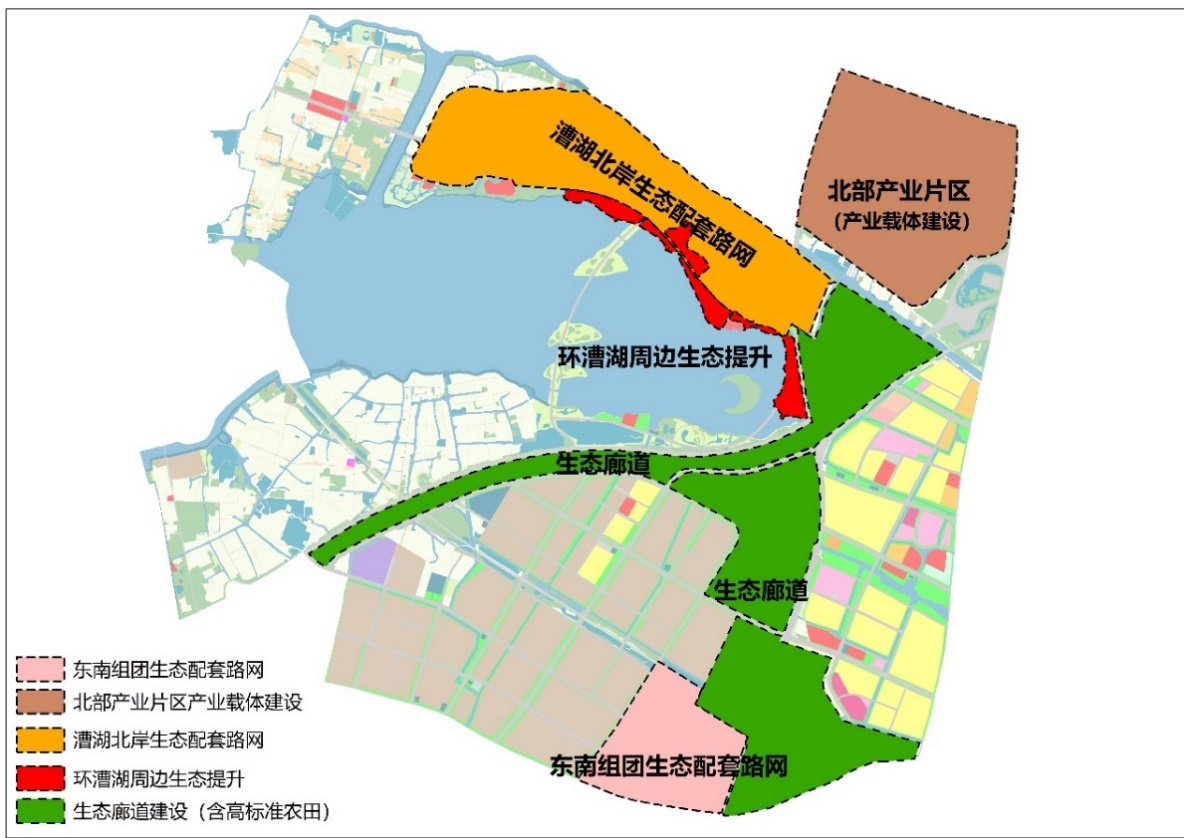 漕湖北岸生态配套路网
北部产业片区
（产业载体建设）
环漕湖周边生态提升
生态廊道
生态廊道
东南组团生态配套路网
东南组团生态配套路网
北部产业片区产业载体建设
漕湖北岸生态配套路网
环漕湖周边生态提升
生态廊道建设（含高标准农田）